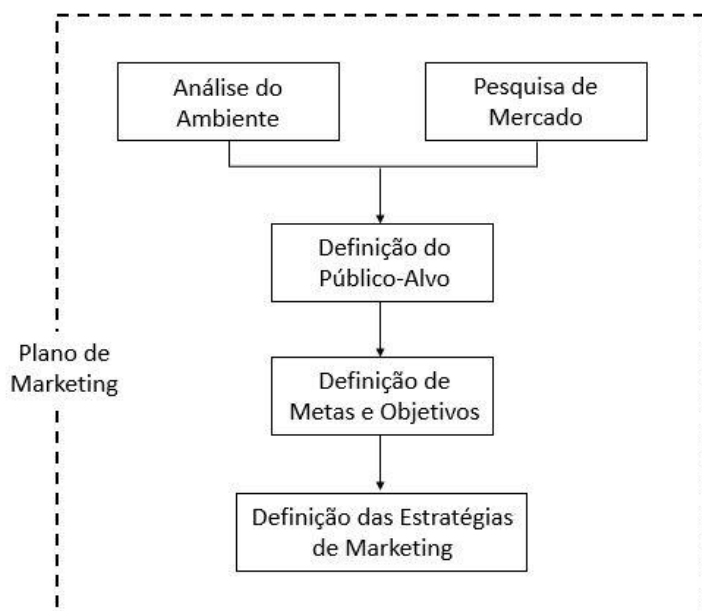 Análise do
Ambiente
Pesquisa de
Mercado
Definição do
Público-Alvo
Plano de
Marketing
Definição de
Metas e Objetivos
Definição das Estratégias
de Marketing